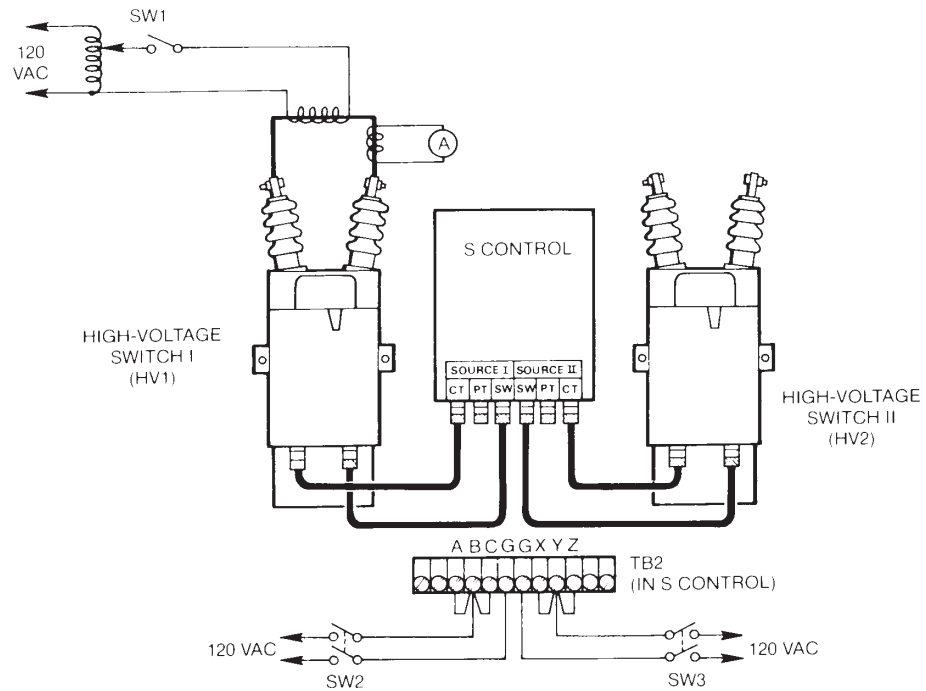 SW1
120
VAC
A
S CONTROL
HIGH-VOLTAGE
SWITCH I
(HV1)
SOURCE I SOURCE II
CT PT SW SW PT CT
HIGH-VOLTAGE
SWITCH II
(HV2)
A B C G G X Y Z
TB2
(IN S CONTROL)
120 VAC
SW2
SW3
120 VAC